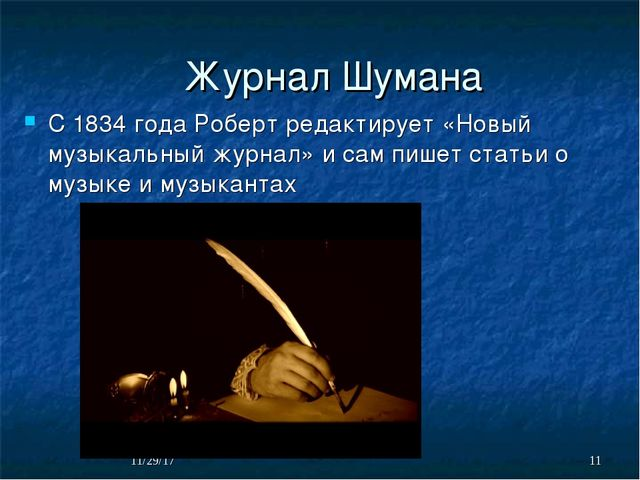 Журнал Шумана
С 1834 года Роберт редактирует «Новый
музыкальный журнал» и сам пишет статьи о
музыке и музыкантах
11/29/17
11